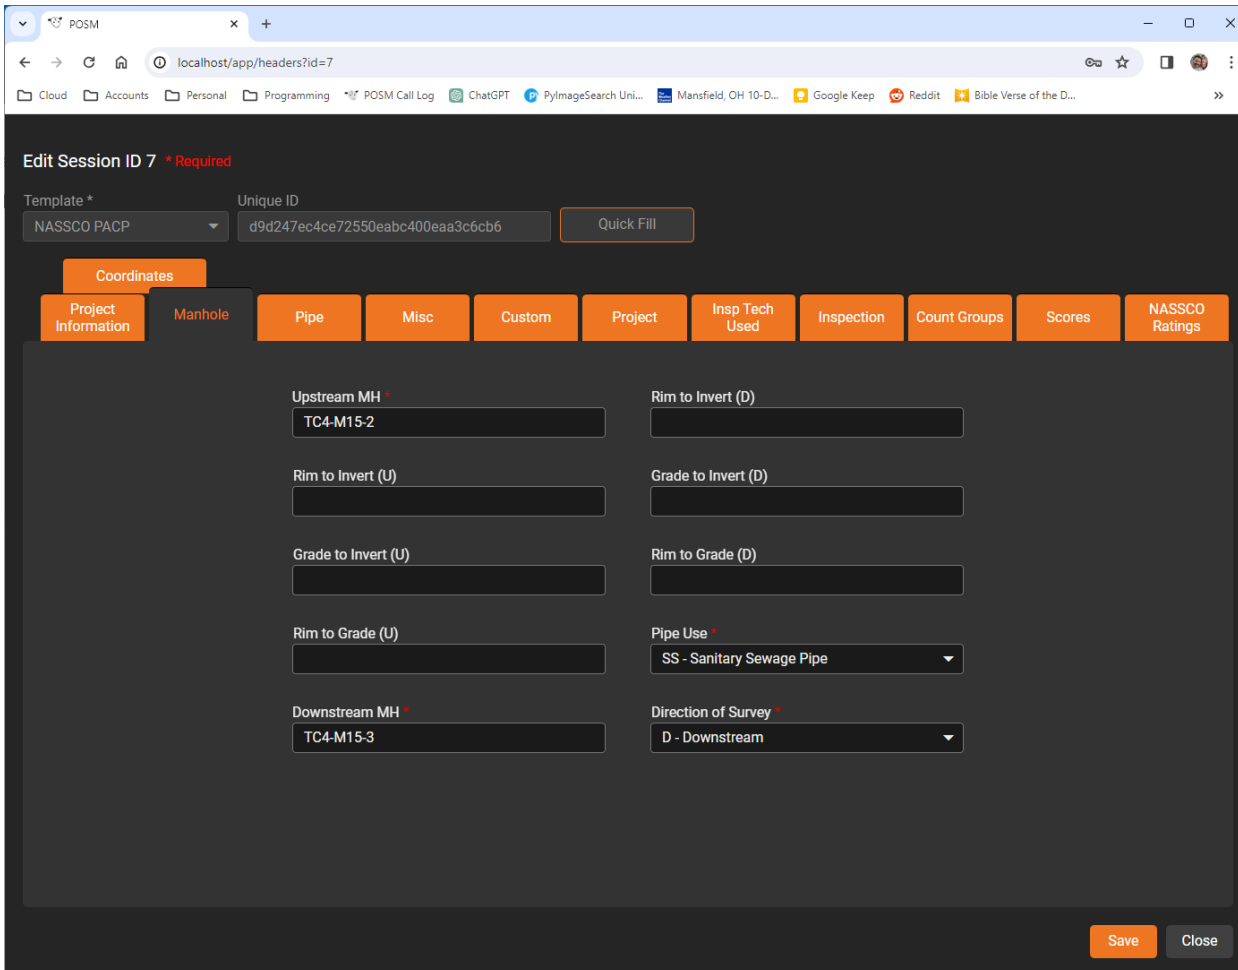 POSM
localhost/app/headers?id=7
Cloud Accounts Personal Programming POSM Call Log ChatGPT PyImageSearch Uni... Mansfield, OH 10-D... Google Keep Reddit Bible Verse of the D...
Edit Session ID 7 * Required
Template * Unique ID
NASSCO PACP d9d247ec4ce72550eabc400eaa3c6cb6 Quick Fill
Coordinates
Project Information Manhole Pipe Misc Custom Project Insp Tech Used Inspection Count Groups Scores NASSCO Ratings
Upstream MH * Rim to Invert (D)
TC4-M15-2
Rim to Invert (U) Grade to Invert (D)
Grade to Invert (U) Rim to Grade (D)
Rim to Grade (U) Pipe Use *
SS - Sanitary Sewage Pipe
Downstream MH * Direction of Survey *
TC4-M15-3 D - Downstream
Save Close